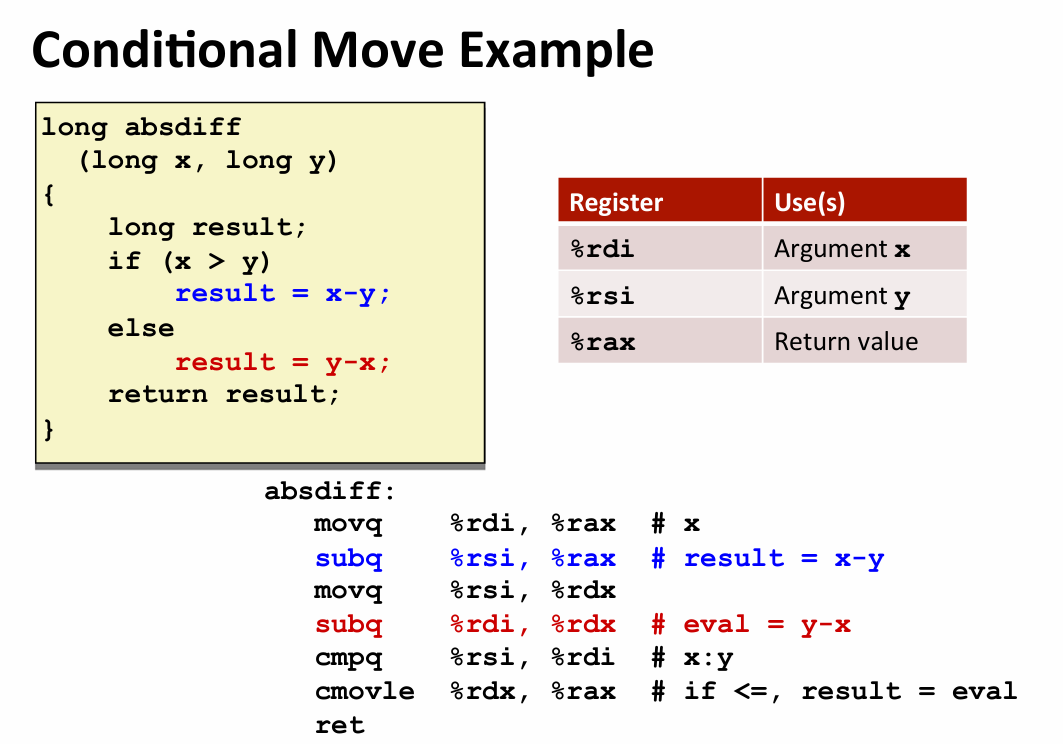 Conditional Move Example
long absdiff
(long x, long y)
{
long result;
if (x > y)
result = x-y;
else
result = y-x;
return result;
}
Register Use(s)
%rdi Argument x
%rsi Argument y
%rax Return value
absdiff:
movq %rdi, %rax # x
subq %rsi, %rax # result = x-y
movq %rsi, %rdx
subq %rdi, %rdx # eval = y-x
cmpq %rsi, %rdi # x:y
cmovle %rdx, %rax # if <=, result = eval
ret